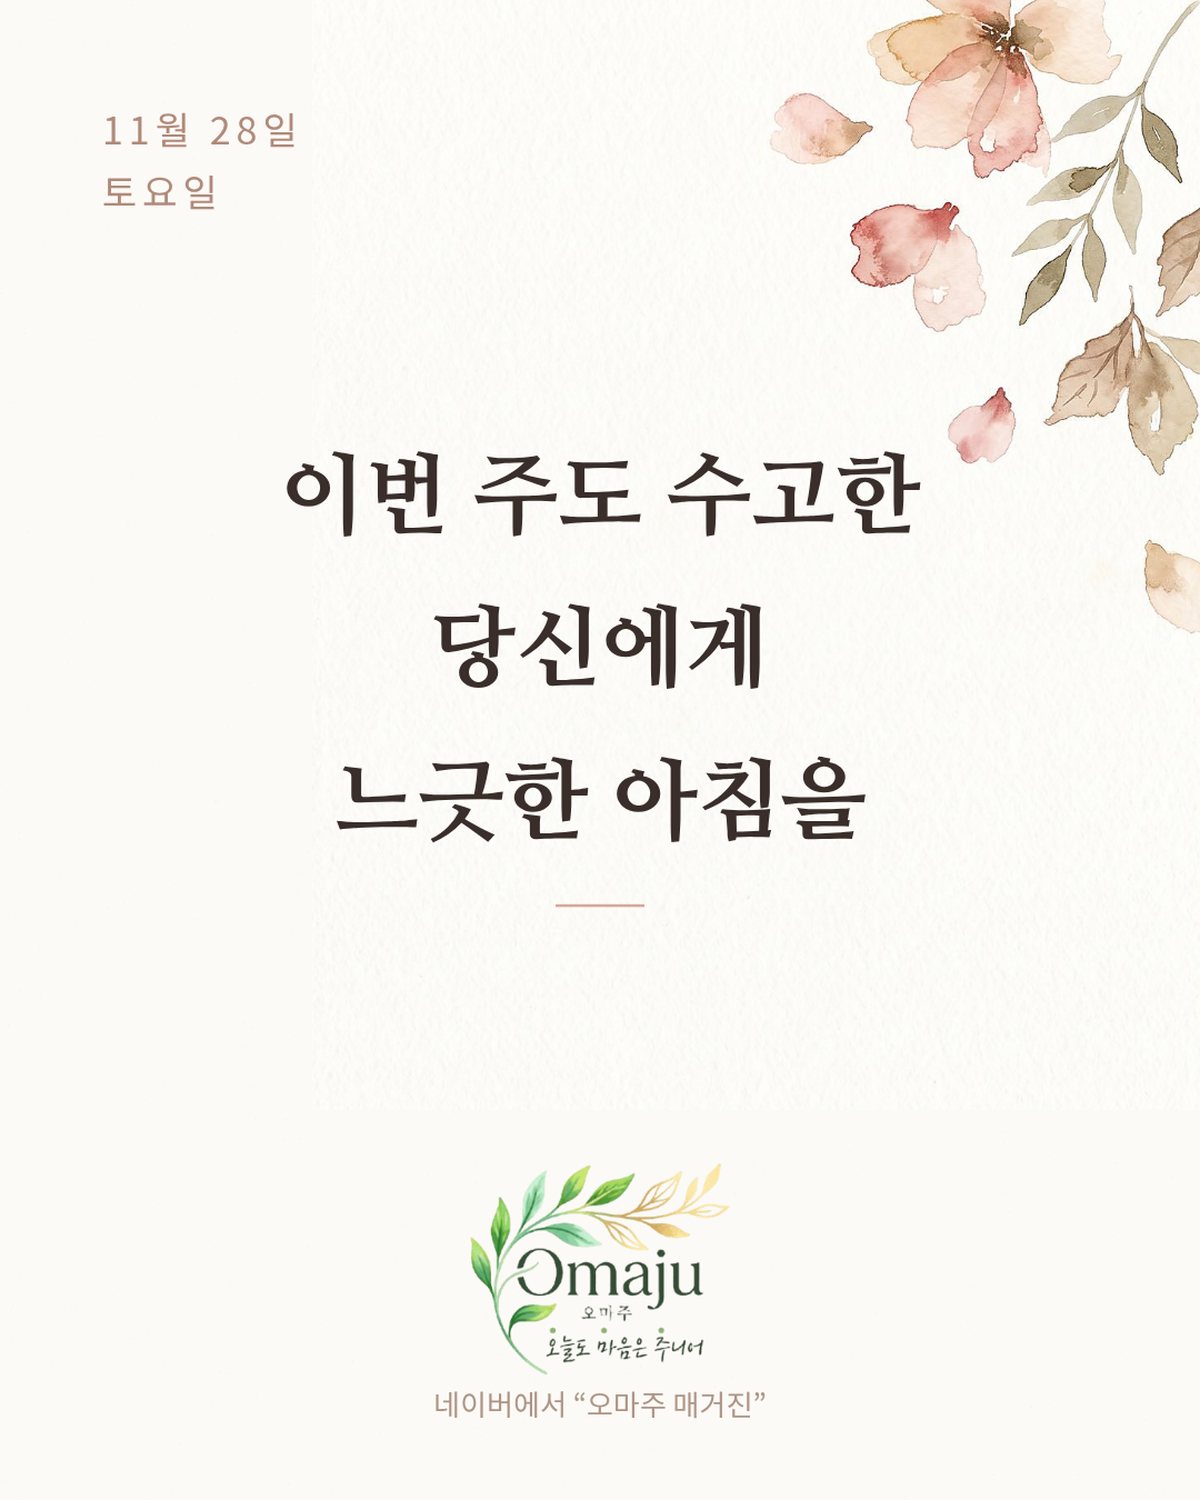 11월 28일
토요일
이번 주도 수고한
당신에게
느긋한 아침을
Omaju
오마주
오늘도 마음은 주니어
네이버에서 “오마주 매거진”